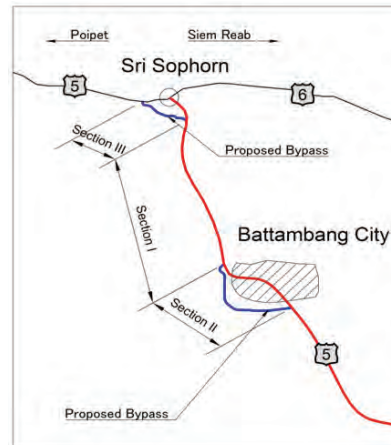 Poipet Siem Reab
Sri Sophorn
5
6
Section III
Proposed Bypass
Section I
Battambang City
Section II
5
Proposed Bypass